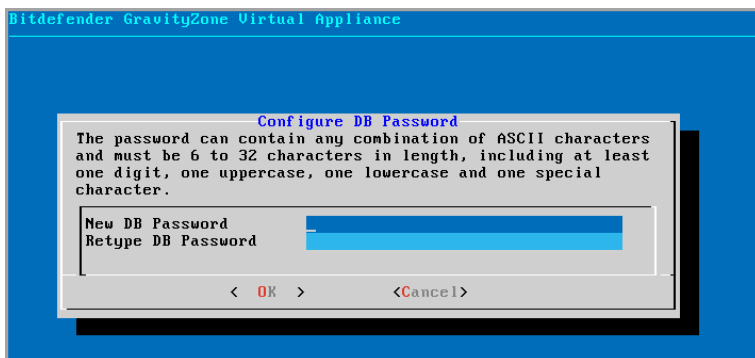 Bitdefender GravityZone Virtual Appliance
Configure DB Password
The password can contain any combination of ASCII characters
and must be 6 to 32 characters in length, including at least
one digit, one uppercase, one lowercase and one special
character.
New DB Password
Retype DB Password
< OK > <Cancel>